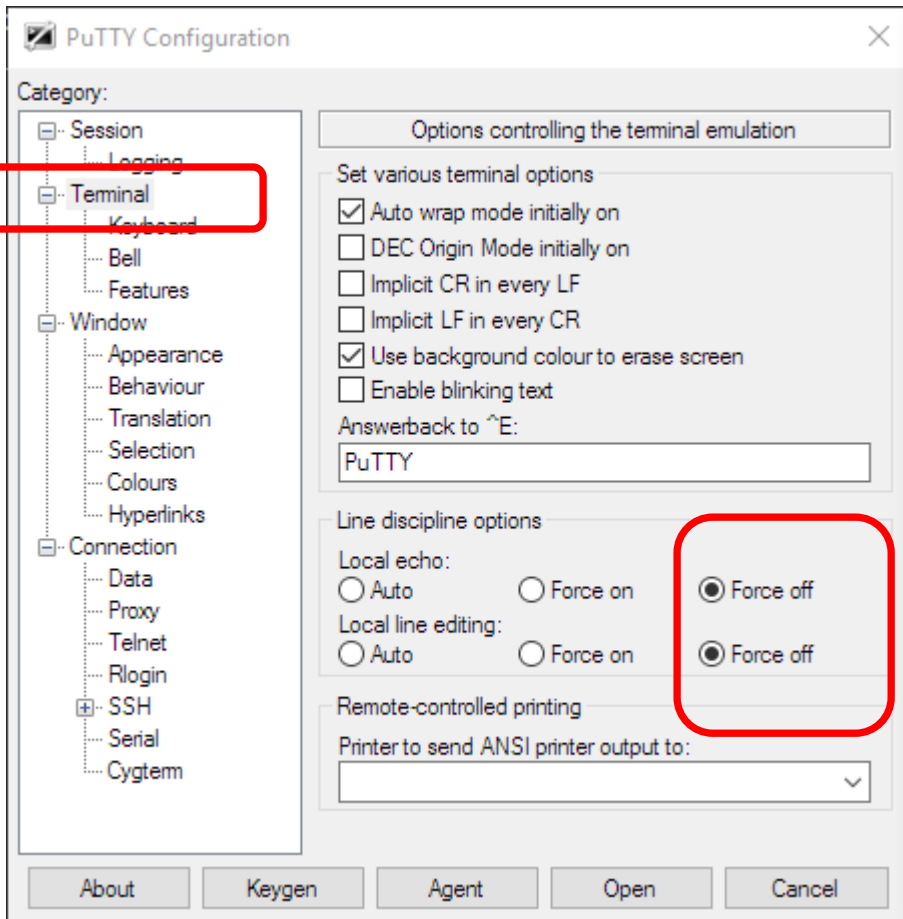 PuTTY Configuration
Category:
Session
Logging
Terminal
Keyboard
Bell
Features
Window
Appearance
Behaviour
Translation
Selection
Colours
Hyperlinks
Connection
Data
Proxy
Telnet
Rlogin
SSH
Serial
Cygterm
Options controlling the terminal emulation
Set various terminal options
Auto wrap mode initially on
DEC Origin Mode initially on
Implicit CR in every LF
Implicit LF in every CR
Use background colour to erase screen
Enable blinking text
Answerback to ^E:
PuTTY
Line discipline options
Local echo:
Auto Force on Force off
Local line editing:
Auto Force on Force off
Remote-controlled printing
Printer to send ANSI printer output to:
About Keygen Agent Open Cancel